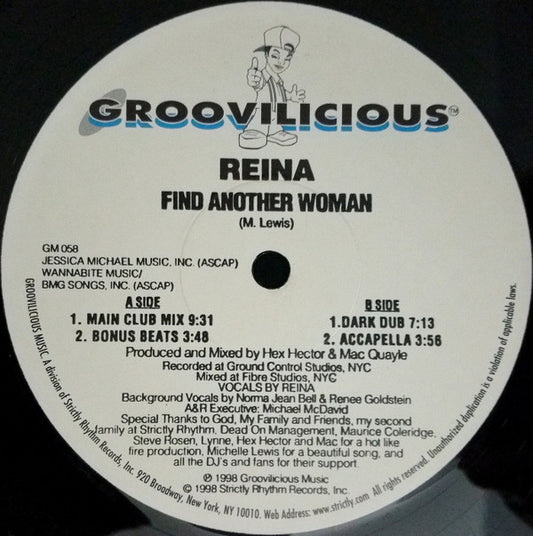 GROOVILICIOUS™
REINA
FIND ANOTHER WOMAN
(M. Lewis)
GM 058
JESSICA MICHAEL MUSIC, INC. (ASCAP)
WANNABITE MUSIC/
BMG SONGS, INC. (ASCAP)
A SIDE
1. MAIN CLUB MIX 9:31
2. BONUS BEATS 3:48
B SIDE
1.DARK DUB 7:13
2. ACCAPELLA 3:56
Produced and Mixed by Hex Hector & Mac Quayle
Recorded at Ground Control Studios, NYC
Mixed at Fibre Studios, NYC
VOCALS BY REINA
Background Vocals by Norma Jean Bell & Renee Goldstein
A&R Executive: Michael McDavid
Special Thanks to God, My Family and Friends, my second
family at Strictly Rhythm, Dead On Management, Maurice Coleridge,
Steve Rosen, Lynne, Hex Hector and Mac for a hot like
fire production, Michelle Lewis for a beautiful song, and
all the DJ's and fans for their support.
℗ 1998 Groovilicious Music
© 1998 Strictly Rhythm Records, Inc.
GROOVILICIOUS MUSIC. A division of Strictly Rhythm Records, Inc. 920 Broadway, New York, NY 10010. Web Address: www.strictly.com All rights reserved. Unauthorized duplication is a violation of applicable laws.